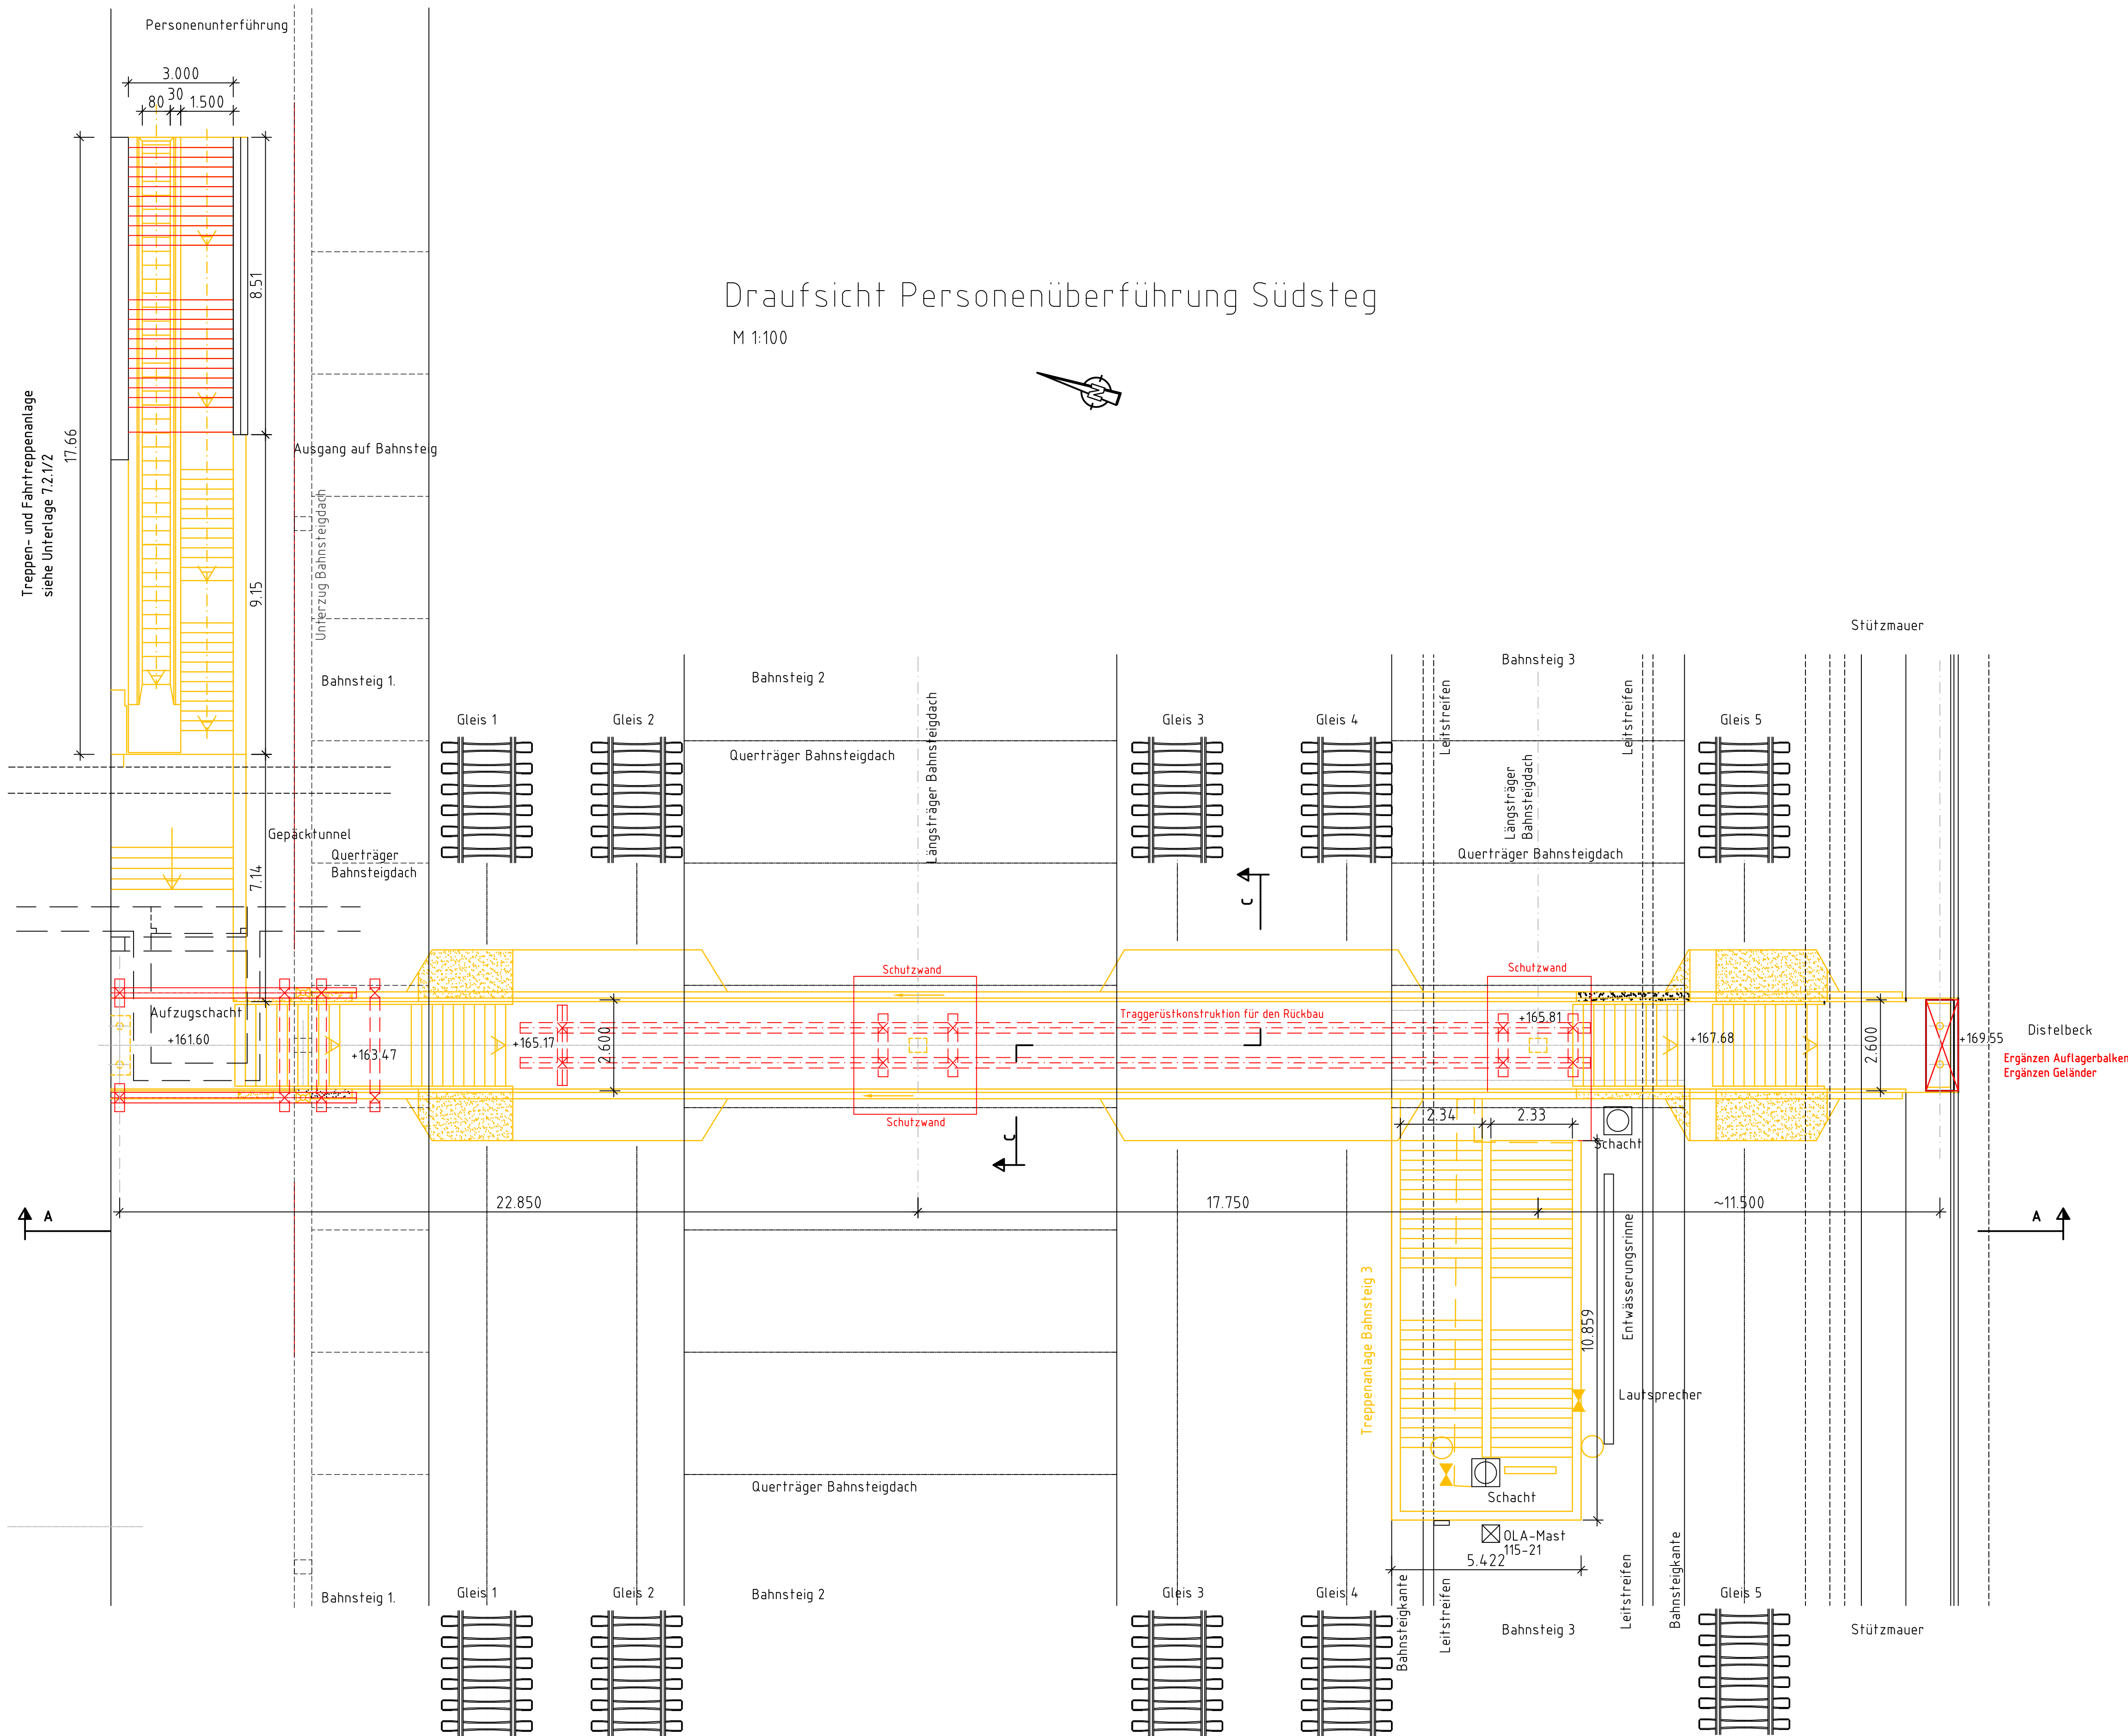 Personenunterführung
3.000
80
30
1.500
8.51
17.66
9.15
7.14
Treppen- und Fahrtreppenanlage
siehe Unterlage 7.2.1/2
Draufsicht Personenüberführung Südsteg
M 1:100
N
Ausgang auf Bahnsteig
Unterzug Bahnsteigdach
Bahnsteig 1.
Gleis 1
Gleis 2
Bahnsteig 2
Querträger Bahnsteigdach
Längsträger Bahnsteigdach
Gleis 3
Gleis 4
Leitstreifen
Bahnsteig 3
Leitstreifen
Längsträger
Bahnsteigdach
Querträger Bahnsteigdach
Gleis 5
Stützmauer
Gepäcktunnel
Querträger
Bahnsteigdach
C
Schutzwand
Schutzwand
Aufzugschacht
+161.60
+163.47
+165.17
2.600
Traggerüstkonstruktion für den Rückbau
+165.81
+167.68
2.600
+169.55
Distelbeck
Ergänzen Auflagerbalken
Ergänzen Geländer
Schutzwand
C
2.34
2.33
Schacht
22.850
17.750
~11.500
A
A
Treppenanlage Bahnsteig 3
10.859
Entwässerungsrinne
Lautsprecher
Querträger Bahnsteigdach
Schacht
OLA-Mast
115-21
5.422
Bahnsteig 1.
Gleis 1
Gleis 2
Bahnsteig 2
Gleis 3
Gleis 4
Bahnsteigkante
Leitstreifen
Bahnsteig 3
Leitstreifen
Bahnsteigkante
Gleis 5
Stützmauer